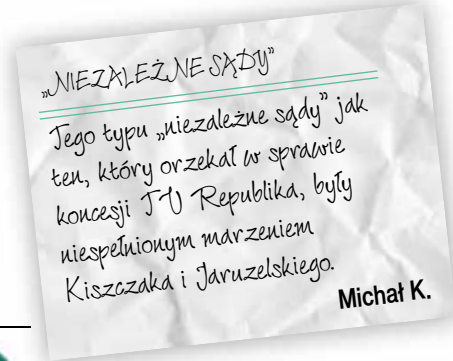 „NIEZALEŻNE SĄDY”
Tego typu „niezależne sądy” jak
ten, który orzekał w sprawie
koncesji TV Republika, były
niespełnionym marzeniem
Kiszczaka i Jaruzelskiego.
Michał K.